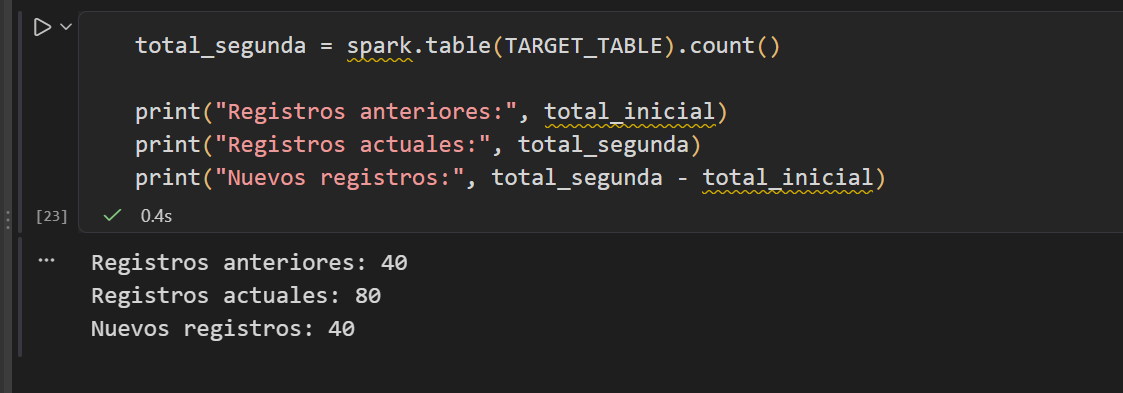 total_segunda = spark.table(TARGET_TABLE).count()
print("Registros anteriores:", total_inicial)
print("Registros actuales:", total_segunda)
print("Nuevos registros:", total_segunda - total_inicial)
[23]
0.4s
...
Registros anteriores: 40
Registros actuales: 80
Nuevos registros: 40